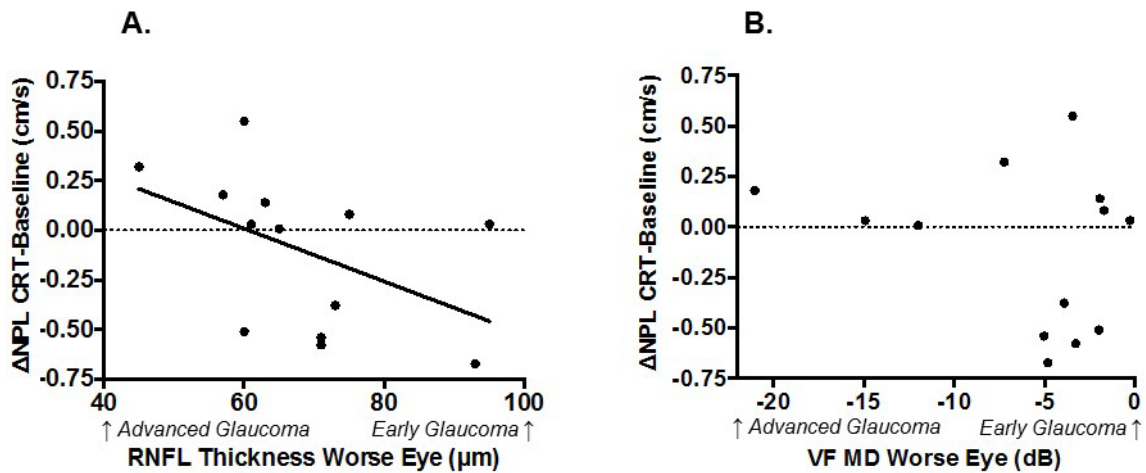 A.
ΔNPL CRT-Baseline (cm/s)
0.75
0.50
0.25
0.00
-0.25
-0.50
-0.75
40 60 80 100
↑ Advanced Glaucoma Early Glaucoma ↑
RNFL Thickness Worse Eye (µm)
B.
ΔNPL CRT-Baseline (cm/s)
0.75
0.50
0.25
0.00
-0.25
-0.50
-0.75
-20 -15 -10 -5 0
↑ Advanced Glaucoma Early Glaucoma ↑
VF MD Worse Eye (dB)